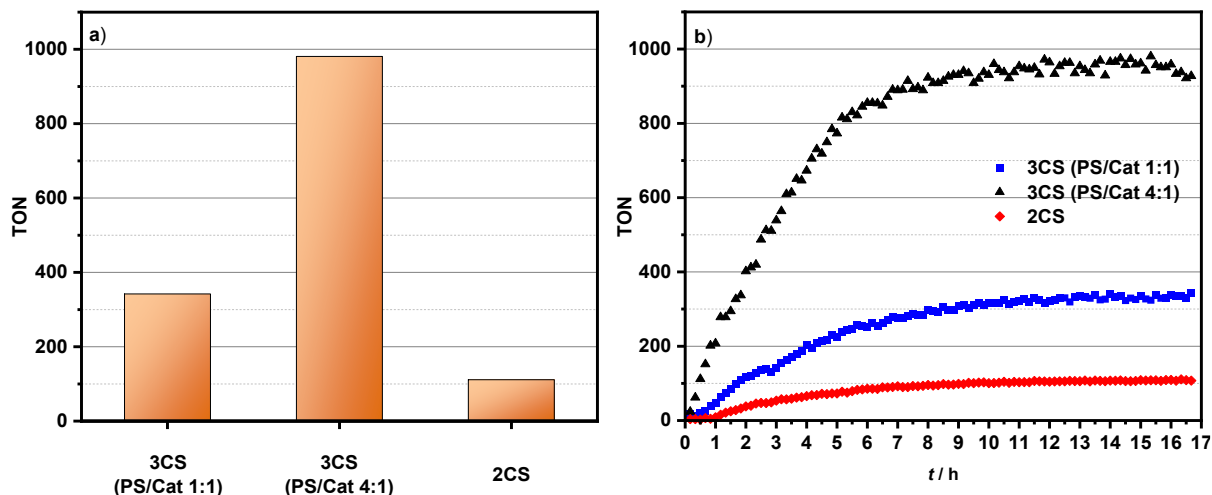 a)
TON
1000
800
600
400
200
0
3CS
(PS/Cat 1:1)
3CS
(PS/Cat 4:1)
2CS
b)
TON
1000
800
600
400
200
0
3CS (PS/Cat 1:1)
3CS (PS/Cat 4:1)
2CS
0 1 2 3 4 5 6 7 8 9 10 11 12 13 14 15 16 17
t / h